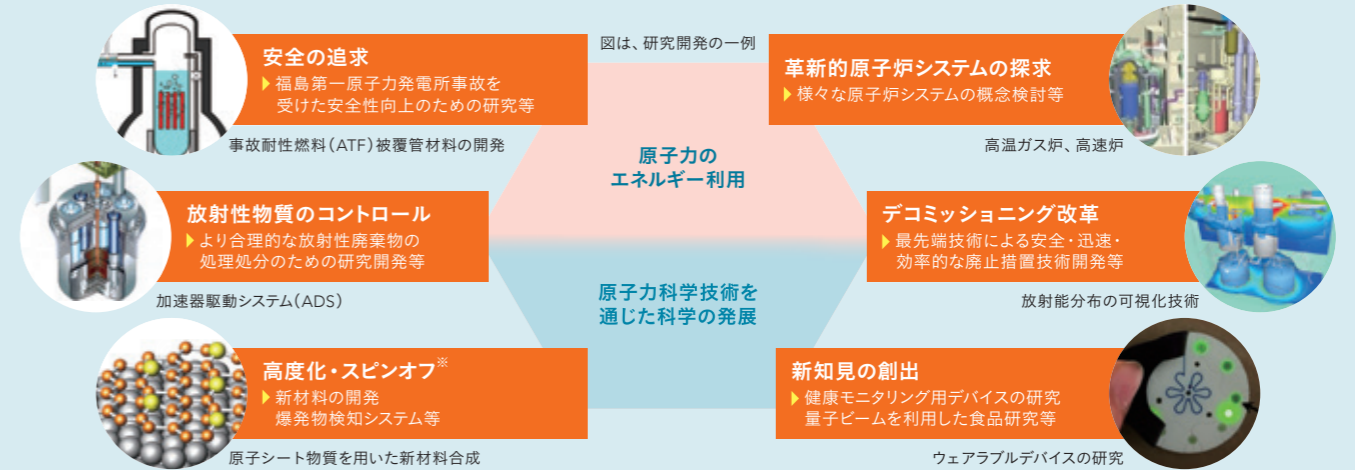 図は、研究開発の一例
安全の追求
▶福島第一原子力発電所事故を
受けた安全性向上のための研究等
事故耐性燃料(ATF)被覆管材料の開発
革新的原子炉システムの探求
▶様々な原子炉システムの概念検討等
高温ガス炉、高速炉
原子力の
エネルギー利用
放射性物質のコントロール
▶より合理的な放射性廃棄物の
処理処分のための研究開発等
加速器駆動システム(ADS)
デコミッショニング改革
▶最先端技術による安全・迅速・
効率的な廃止措置技術開発等
放射能分布の可視化技術
原子力科学技術を
通じた科学の発展
高度化・スピンオフ※
▶新材料の開発
爆発物検知システム等
原子シート物質を用いた新材料合成
新知見の創出
▶健康モニタリング用デバイスの研究
量子ビームを利用した食品研究等
ウェアラブルデバイスの研究